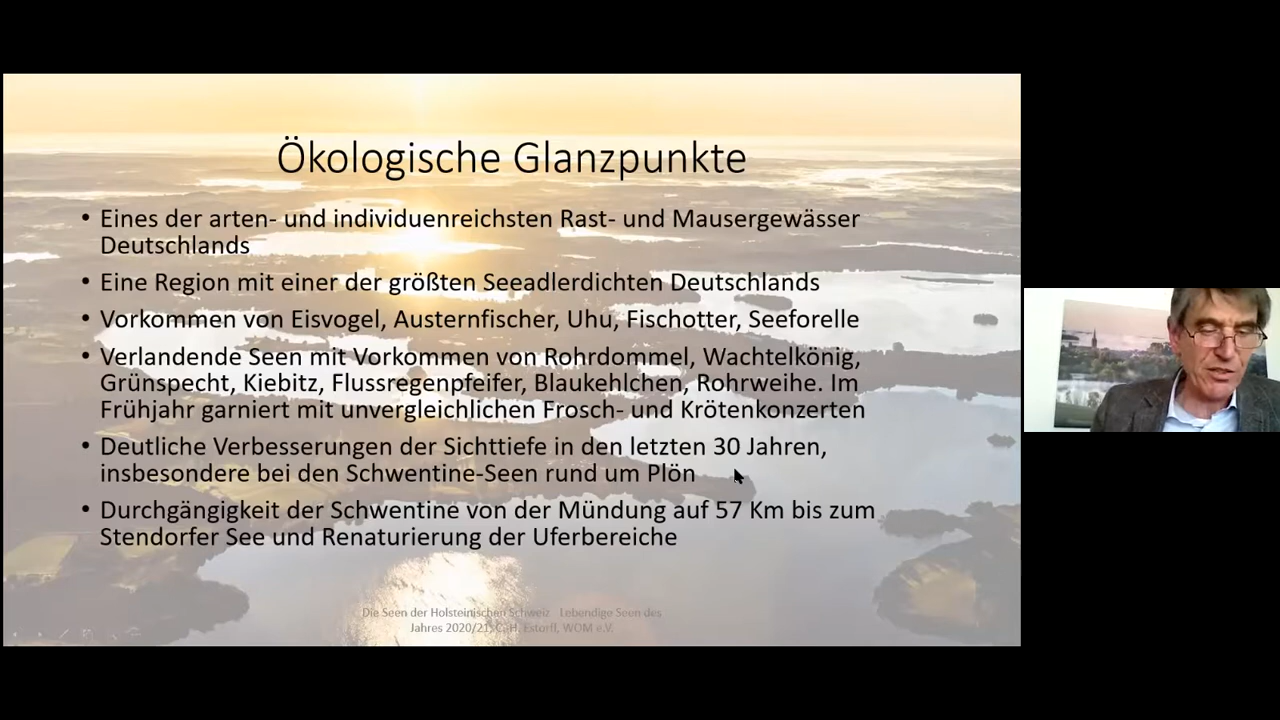 Ökologische Glanzpunkte
• Eines der arten- und individuenreichsten Rast- und Mausergewässer
Deutschlands
• Eine Region mit einer der größten Seeadlerdichten Deutschlands
• Vorkommen von Eisvogel, Austernfischer, Uhu, Fischotter, Seeforelle
• Verlandende Seen mit Vorkommen von Rohrdommel, Wachtelkönig,
Grünspecht, Kiebitz, Flussregenpfeifer, Blaukehlchen, Rohrweihe. Im
Frühjahr garniert mit unvergleichlichen Frosch- und Krötenkonzerten
• Deutliche Verbesserungen der Sichttiefe in den letzten 30 Jahren,
insbesondere bei den Schwentine-Seen rund um Plön
• Durchgängigkeit der Schwentine von der Mündung auf 57 Km bis zum
Stendorfer See und Renaturierung der Uferbereiche
Die Seen der Holsteinischen Schweiz Lebendige Seen des
Jahres 2020/21 C. H. Extorff, WOM e.V.